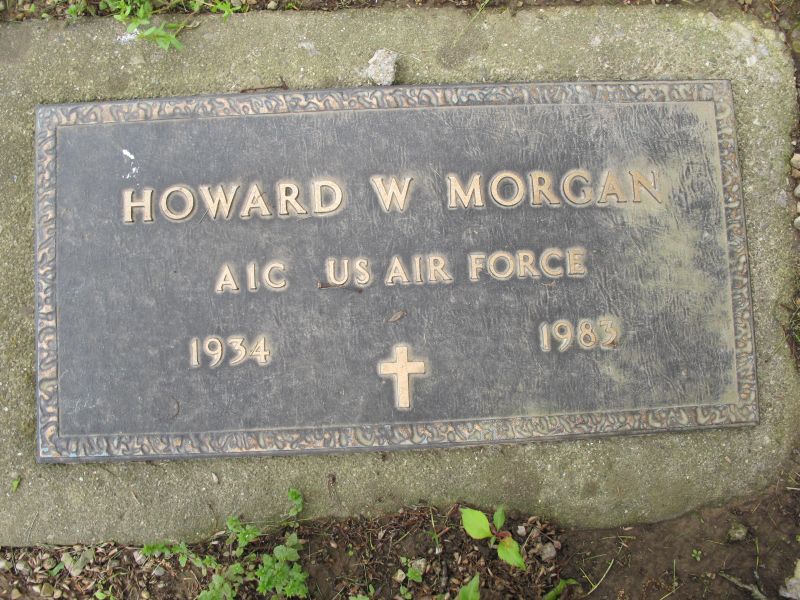 HOWARD W MORGAN
A1C US AIR FORCE
1934 1983